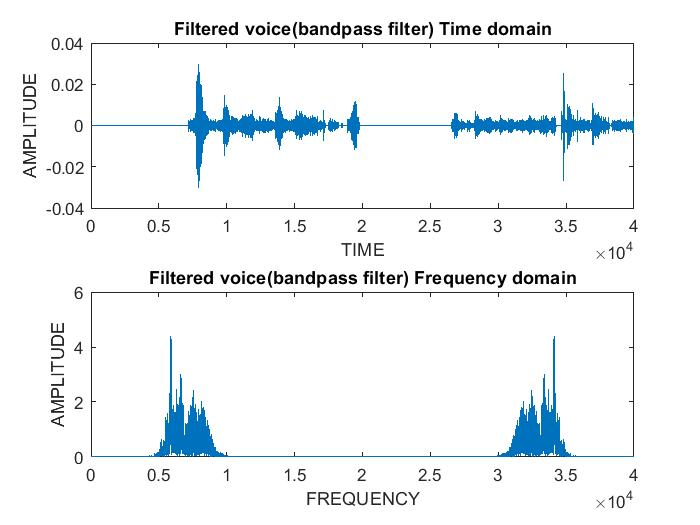 Filtered voice(bandpass filter) Time domain
0.04
0.02
0
-0.02
-0.04
AMPLITUDE
0 0.5 1 1.5 2 2.5 3 3.5 4
TIME
×10^4
Filtered voice(bandpass filter) Frequency domain
6
4
2
0
AMPLITUDE
0 0.5 1 1.5 2 2.5 3 3.5 4
FREQUENCY
×10^4